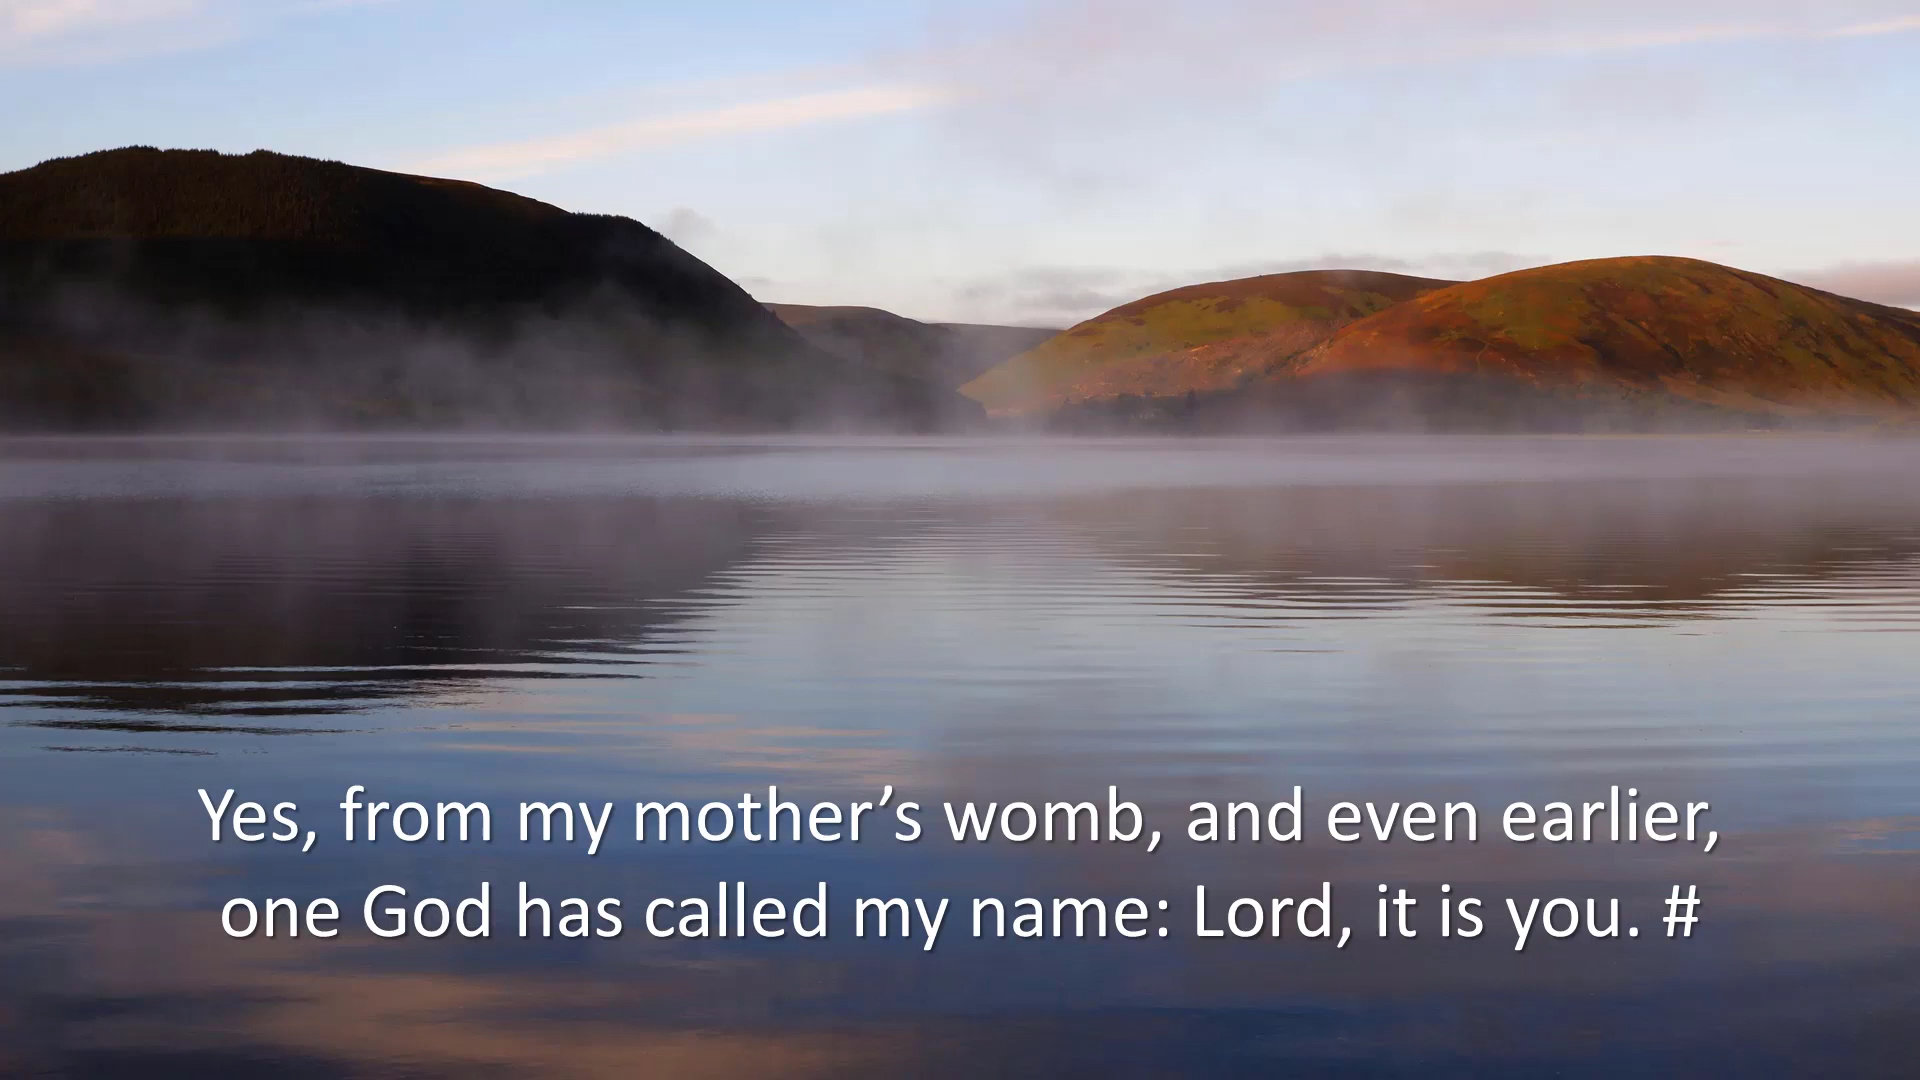 Yes, from my mother’s womb, and even earlier,
one God has called my name: Lord, it is you. #